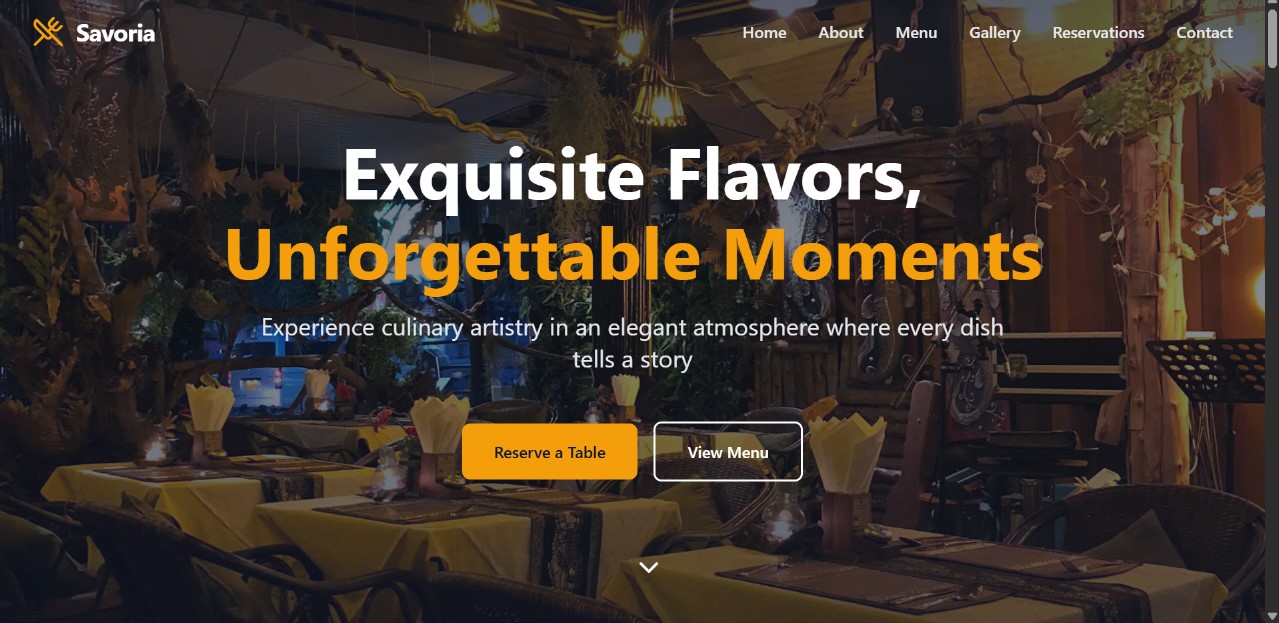 Savoria
Home About Menu Gallery Reservations Contact
Exquisite Flavors,
Unforgettable Moments
Experience culinary artistry in an elegant atmosphere where every dish
tells a story
Reserve a Table
View Menu